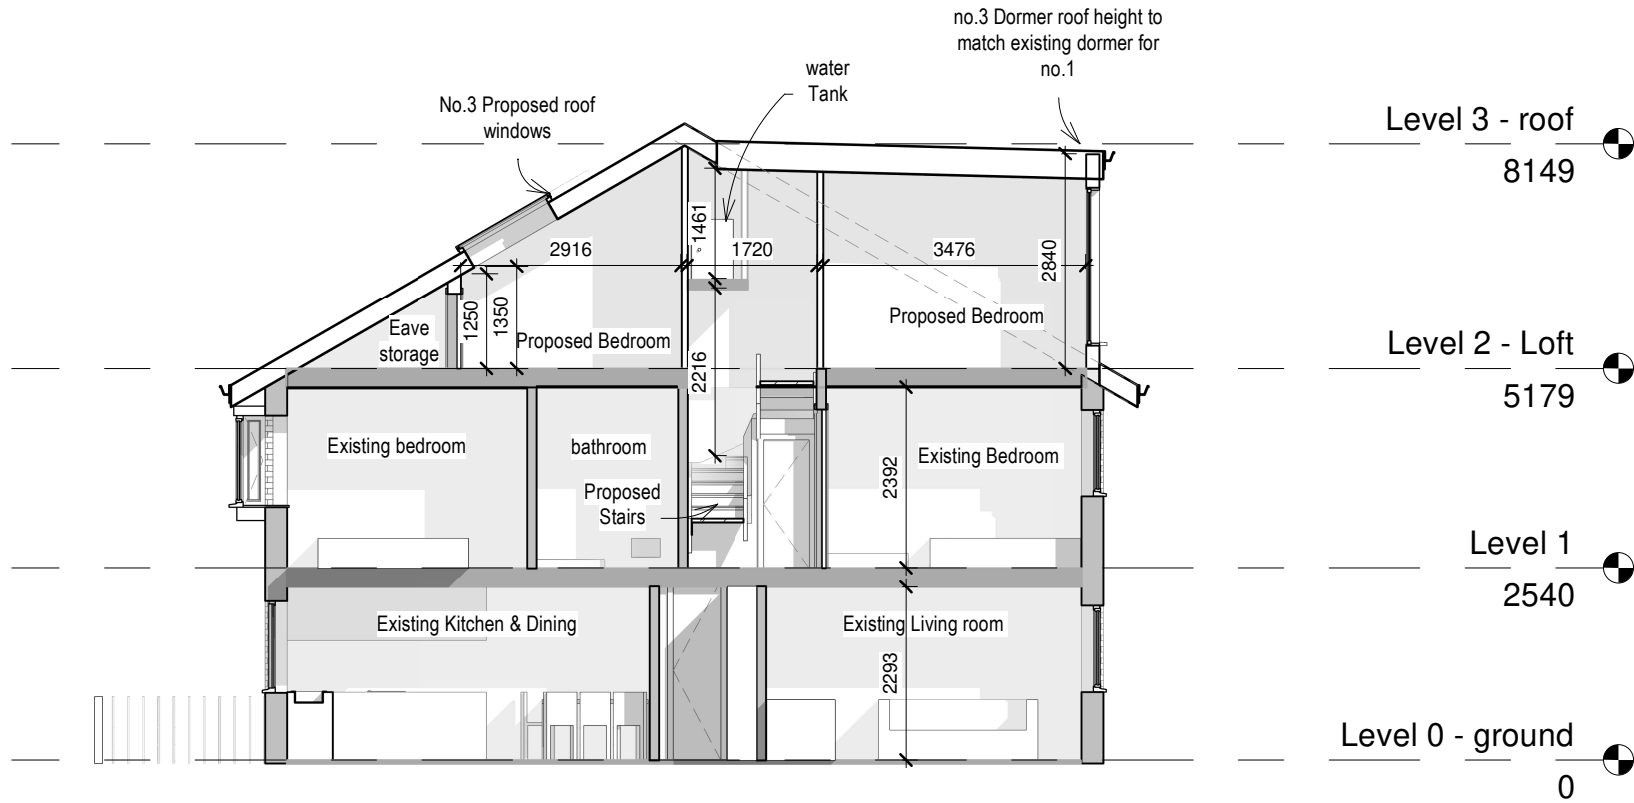 no.3 Dormer roof height to
match existing dormer for
no.1
water
Tank
No.3 Proposed roof
windows
Level 3 - roof
8149
2916
1461
1720
3476
2840
1250
1350
Eave
storage
Proposed Bedroom
Proposed Bedroom
2216
Level 2 - Loft
5179
Existing bedroom
bathroom
Proposed
Stairs
2392
Existing Bedroom
Level 1
2540
Existing Kitchen & Dining
Existing Living room
2293
Level 0 - ground
0